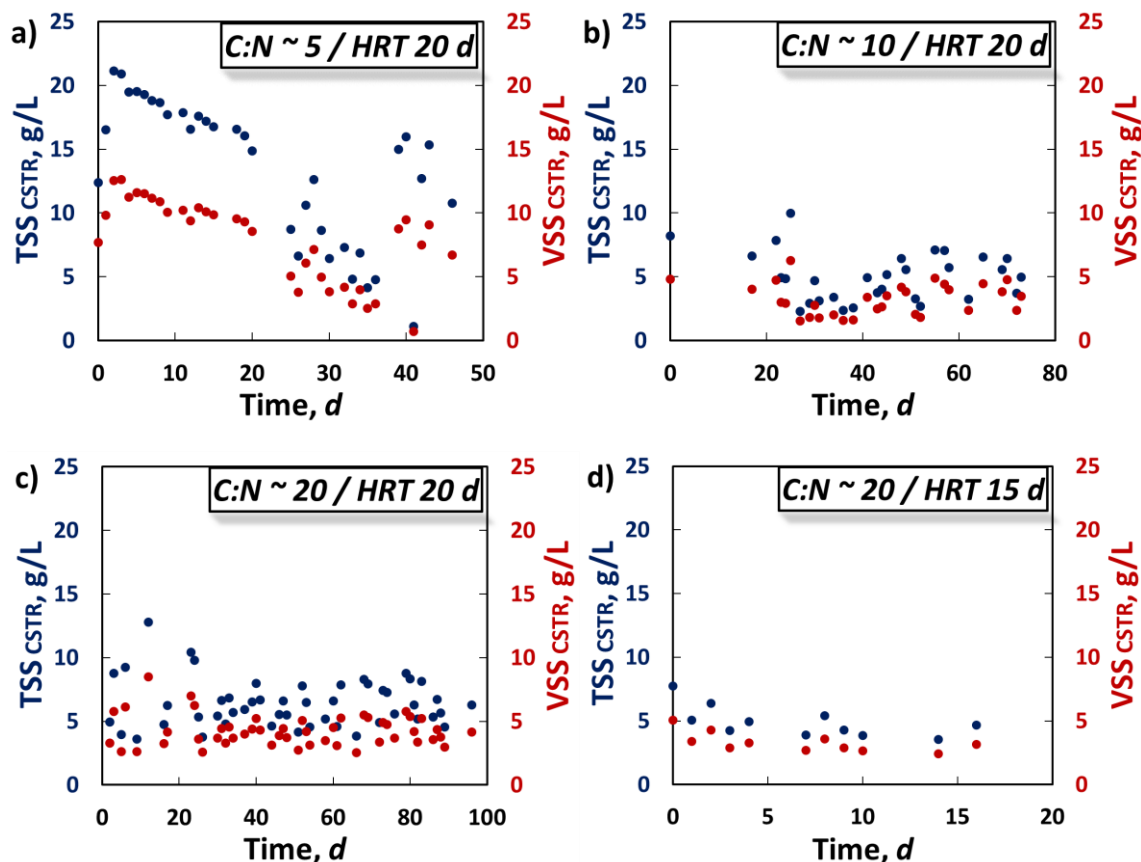 a)
C:N ~ 5 / HRT 20 d
TSS CSTR, g/L
VSS CSTR, g/L
25
20
15
10
5
0
25
20
15
10
5
0
0 10 20 30 40 50
Time, d
b)
C:N ~ 10 / HRT 20 d
TSS CSTR, g/L
VSS CSTR, g/L
25
20
15
10
5
0
25
20
15
10
5
0
0 20 40 60 80
Time, d
c)
C:N ~ 20 / HRT 20 d
TSS CSTR, g/L
VSS CSTR, g/L
25
20
15
10
5
0
25
20
15
10
5
0
0 20 40 60 80 100
Time, d
d)
C:N ~ 20 / HRT 15 d
TSS CSTR, g/L
VSS CSTR, g/L
25
20
15
10
5
0
25
20
15
10
5
0
0 5 10 15 20
Time, d